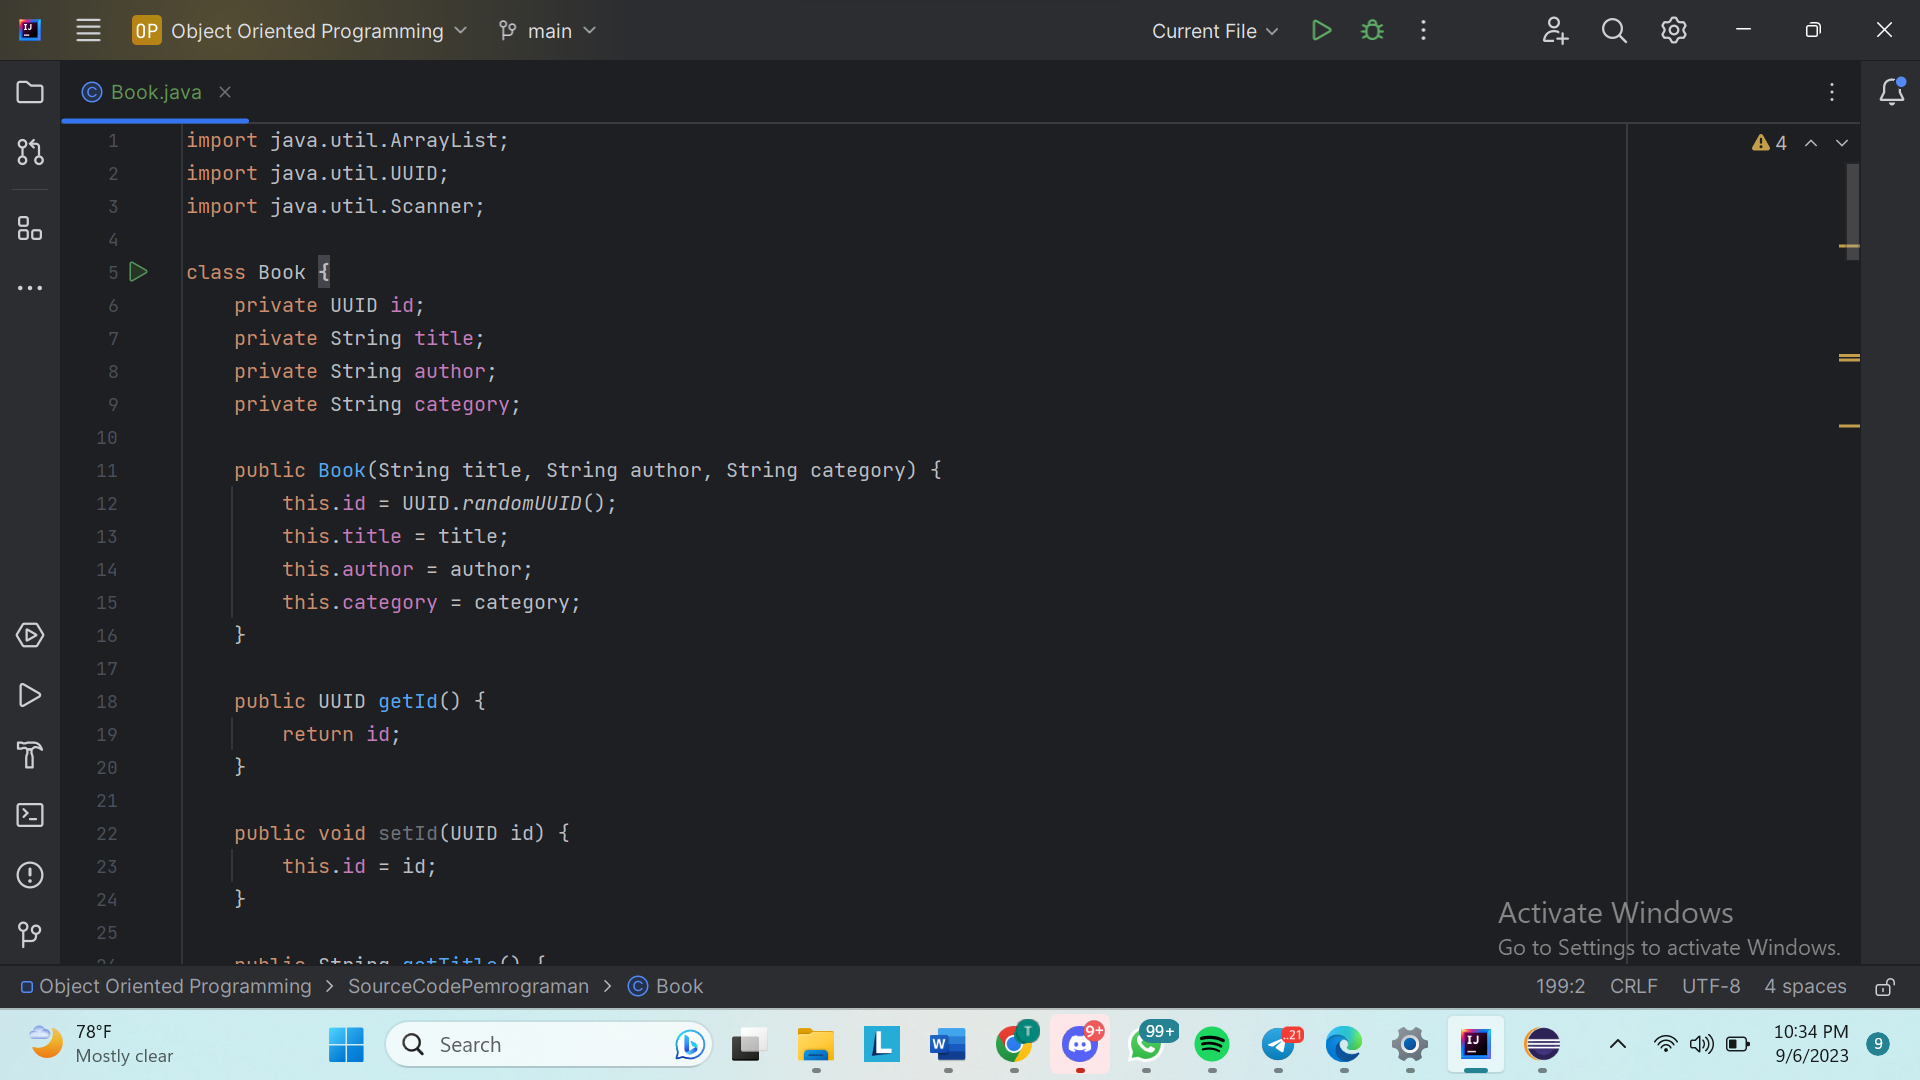 OP Object Oriented Programming main Current File
Book.java
1 import java.util.ArrayList;
2 import java.util.UUID;
3 import java.util.Scanner;
4
5 class Book {
6 private UUID id;
7 private String title;
8 private String author;
9 private String category;
10
11 public Book(String title, String author, String category) {
12 this.id = UUID.randomUUID();
13 this.title = title;
14 this.author = author;
15 this.category = category;
16 }
17
18 public UUID getId() {
19 return id;
20 }
21
22 public void setId(UUID id) {
23 this.id = id;
24 }
25
26 public String getTitle() {
4
Activate Windows
Go to Settings to activate Windows.
Object Oriented Programming > SourceCodePemrograman > Book 199:2 CRLF UTF-8 4 spaces
78°F
Mostly clear
Search
T
9+
99+
..21
10:34 PM
9/6/2023
9